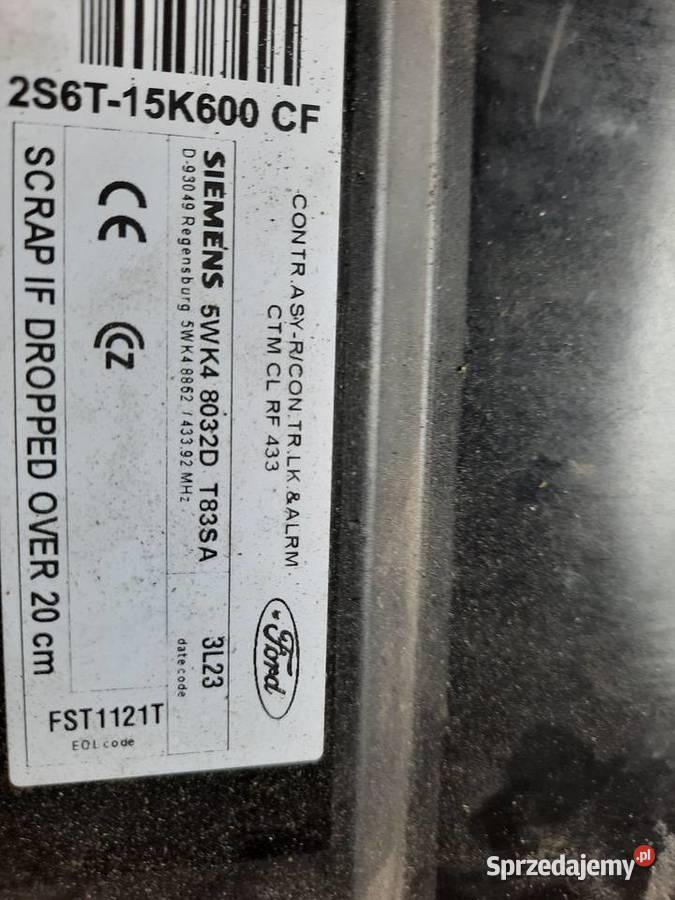 2S6T-15K600 CF
CONTR.ASY-R/CON.TR.LK.&ALRM
CTM CL RF 433
Ford
SIEMENS 5WK4 8032D T83SA
D-93049 Regensburg 5WK4 8862 / 433.92 MHz
3L23
date code
CE
CCZ
FST1121T
EOL code
SCRAP IF DROPPED OVER 20 cm
Sprzedajemy.pl